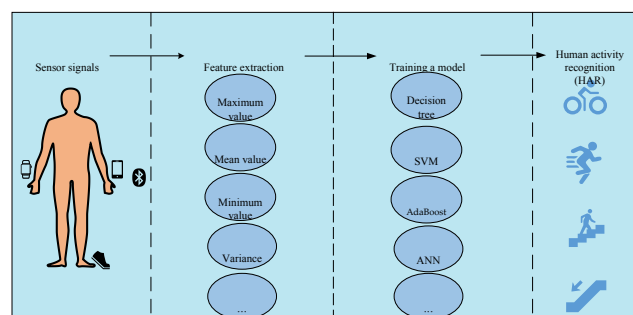 Sensor signals
Feature extraction
Training a model
Human activity
recognition
(HAR)
Maximum
value
Mean value
Minimum
value
Variance
...
Decision
tree
SVM
AdaBoost
ANN
...